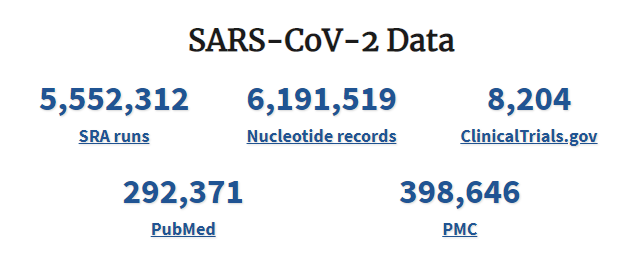 SARS-CoV-2 Data
5,552,312 6,191,519 8,204
SRA runs Nucleotide records ClinicalTrials.gov
292,371 398,646
PubMed PMC